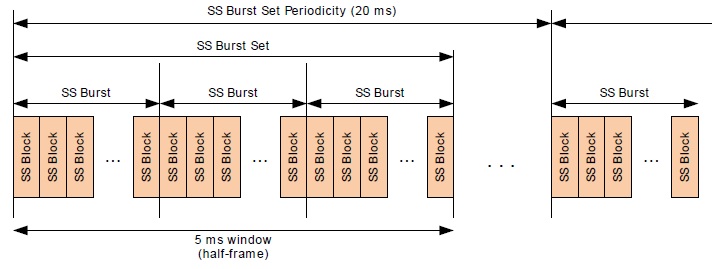 SS Burst Set Periodicity (20 ms)
SS Burst Set
SS Burst SS Burst SS Burst SS Burst
SS Block SS Block SS Block ... SS Block SS Block SS Block SS Block ... SS Block SS Block SS Block SS Block ... SS Block . . . SS Block SS Block SS Block ... SS Block
5 ms window
(half-frame)